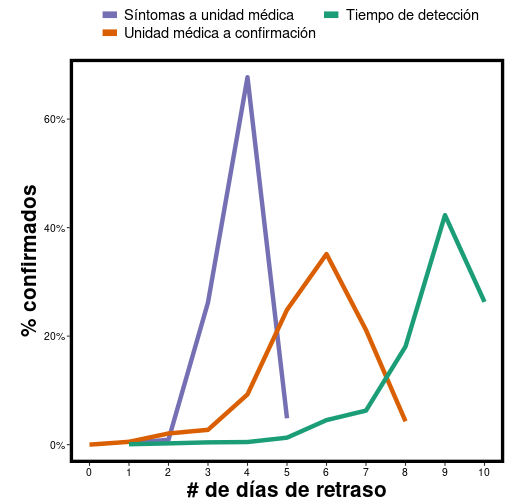 Síntomas a unidad médica
Tiempo de detección
Unidad médica a confirmación
% confirmados
60%
40%
20%
0%
0 1 2 3 4 5 6 7 8 9 10
# de días de retraso